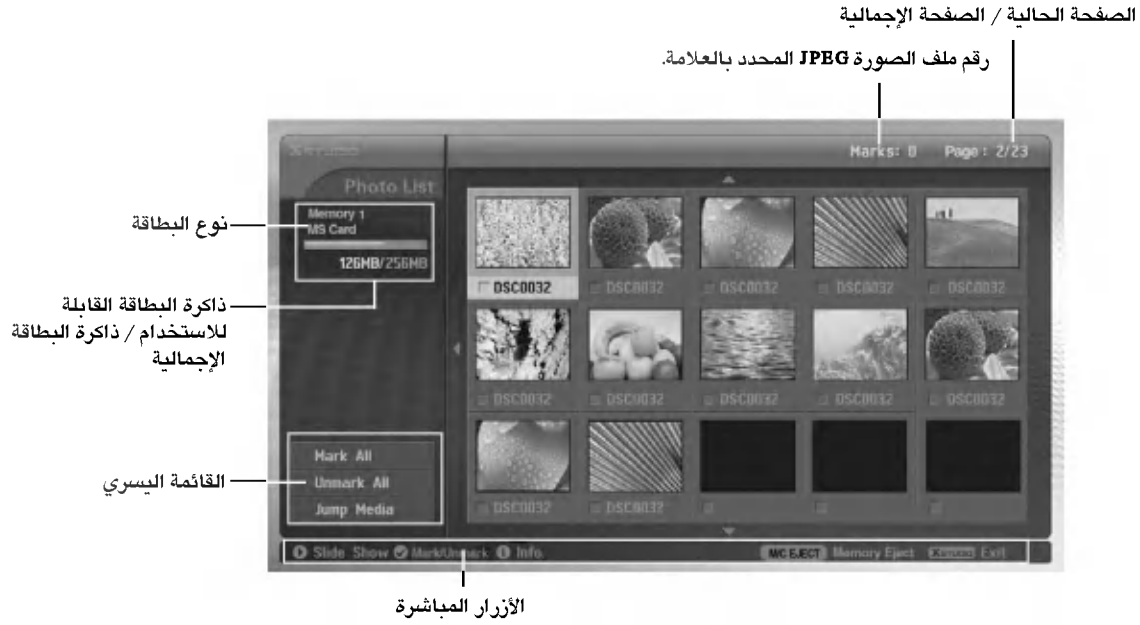 الصفحة الحالية / الصفحة الإجمالية
رقم ملف الصورة JPEG المحدد بالعلامة.
XSTUDIO
Marks: 0 Page : 2/23
Photo List
Memory 1
MS Card
126MB/256MB
نوع البطاقة
ذاكرة البطاقة القابلة
للاستخدام / ذاكرة البطاقة
الإجمالية
DSC0032 DSC0032 DSC0032 DSC0032 DSC0032
DSC0032 DSC0032 DSC0032 DSC0032 DSC0032
DSC0032 DSC0032
Mark All
Unmark All
Jump Media
القائمة اليسري
Slide Show Mark/Unmark Info. M/C EJECT Memory Eject XSTUDIO Exit
الأزرار المباشرة